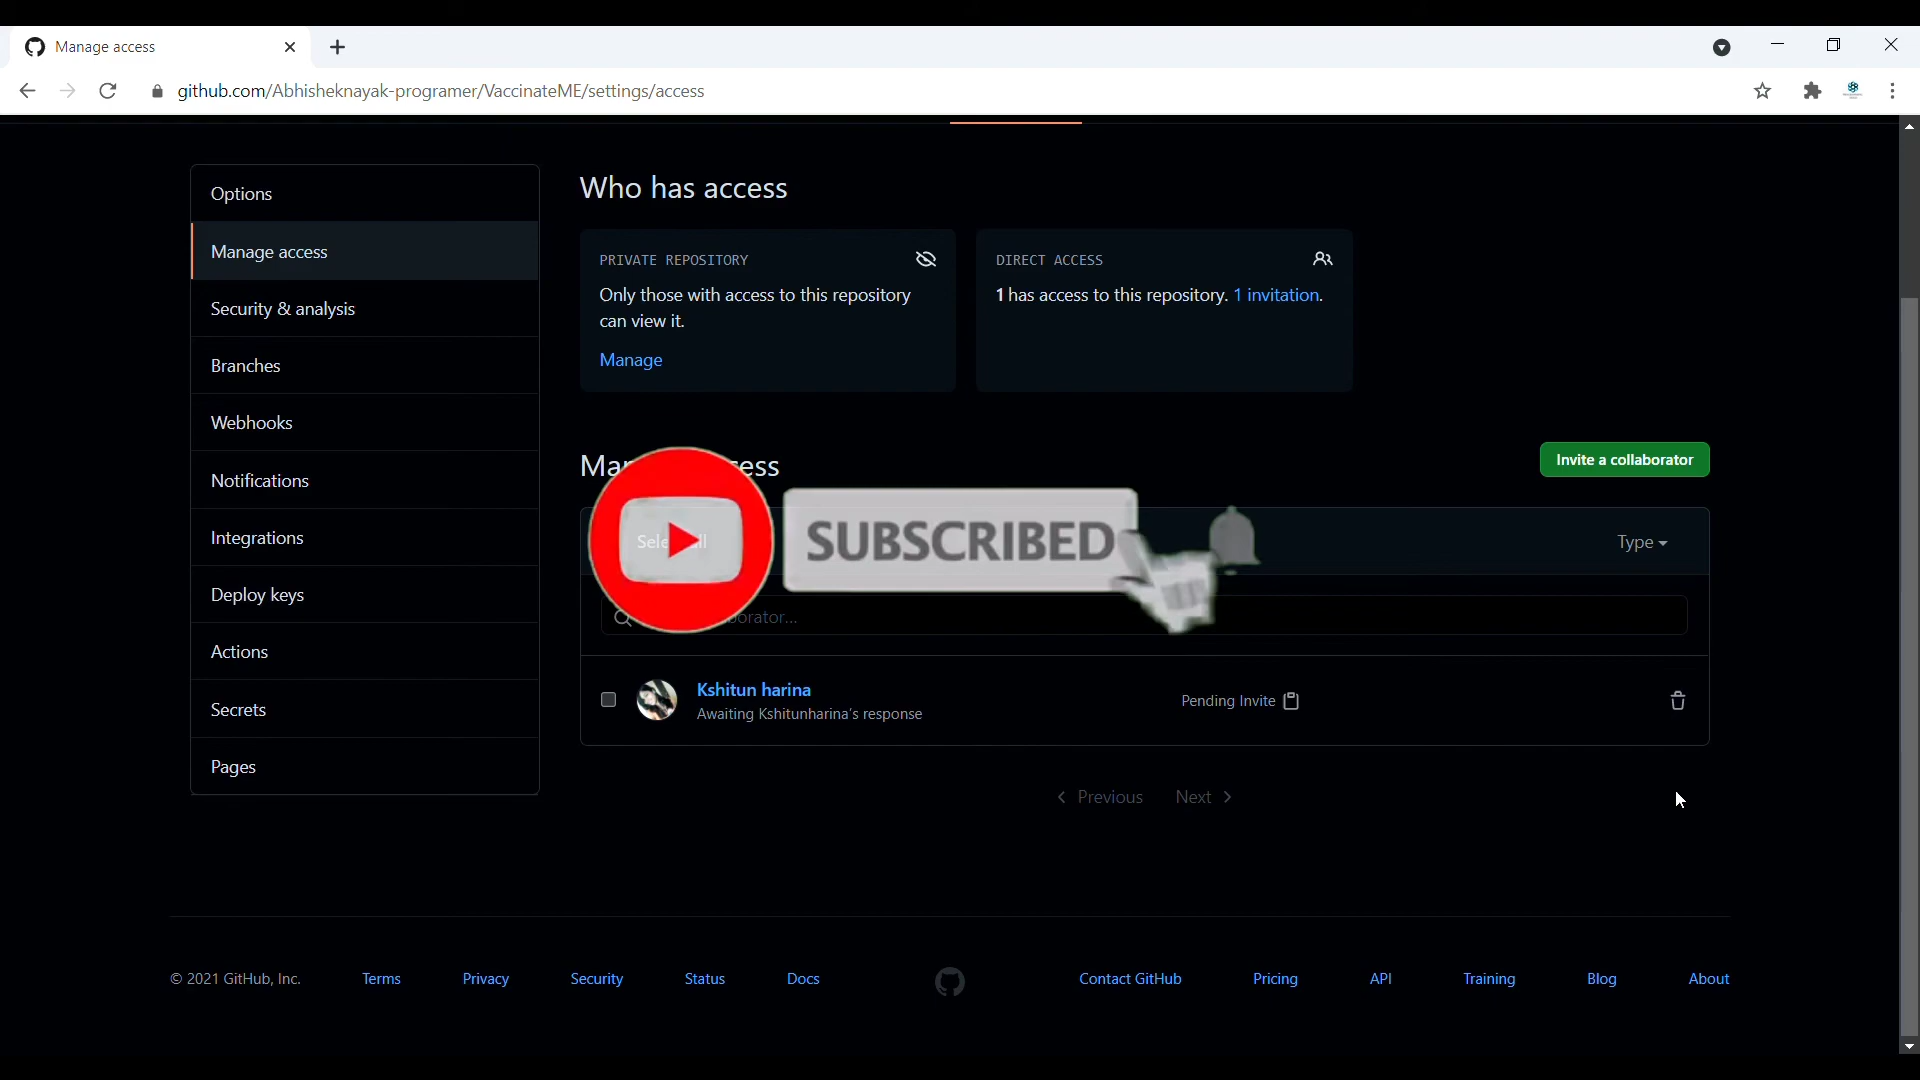 Manage access
github.com/Abhisheknayak-programer/VaccinateME/settings/access
Options
Manage access
Security & analysis
Branches
Webhooks
Notifications
Integrations
Deploy keys
Actions
Secrets
Pages
Who has access
PRIVATE REPOSITORY
Only those with access to this repository
can view it.
Manage
DIRECT ACCESS
1 has access to this repository. 1 invitation.
Invite a collaborator
SUBSCRIBED
Type
Kshitun harina
Awaiting Kshitunharina's response
Pending Invite
Previous Next
© 2021 GitHub, Inc. Terms Privacy Security Status Docs Contact GitHub Pricing API Training Blog About